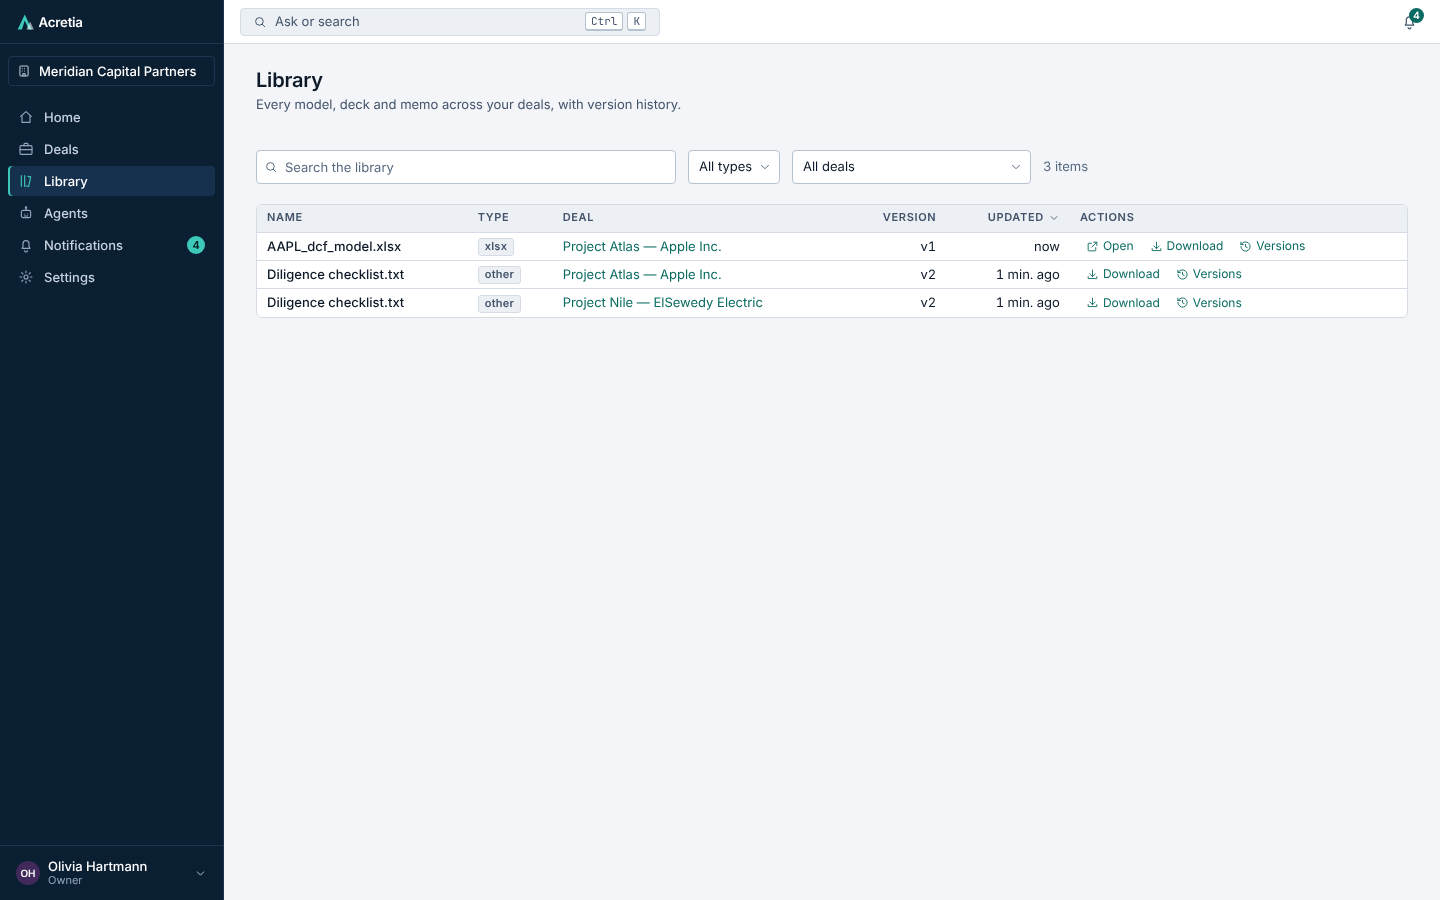 Acretia
Ask or search Ctrl K
4
Meridian Capital Partners
Home
Deals
Library
Agents
Notifications 4
Settings
OH Olivia Hartmann
Owner
Library
Every model, deck and memo across your deals, with version history.
Search the library All types All deals 3 items
NAME TYPE DEAL VERSION UPDATED ACTIONS
AAPL_dcf_model.xlsx xlsx Project Atlas — Apple Inc. v1 now Open Download Versions
Diligence checklist.txt other Project Atlas — Apple Inc. v2 1 min. ago Download Versions
Diligence checklist.txt other Project Nile — ElSewedy Electric v2 1 min. ago Download Versions